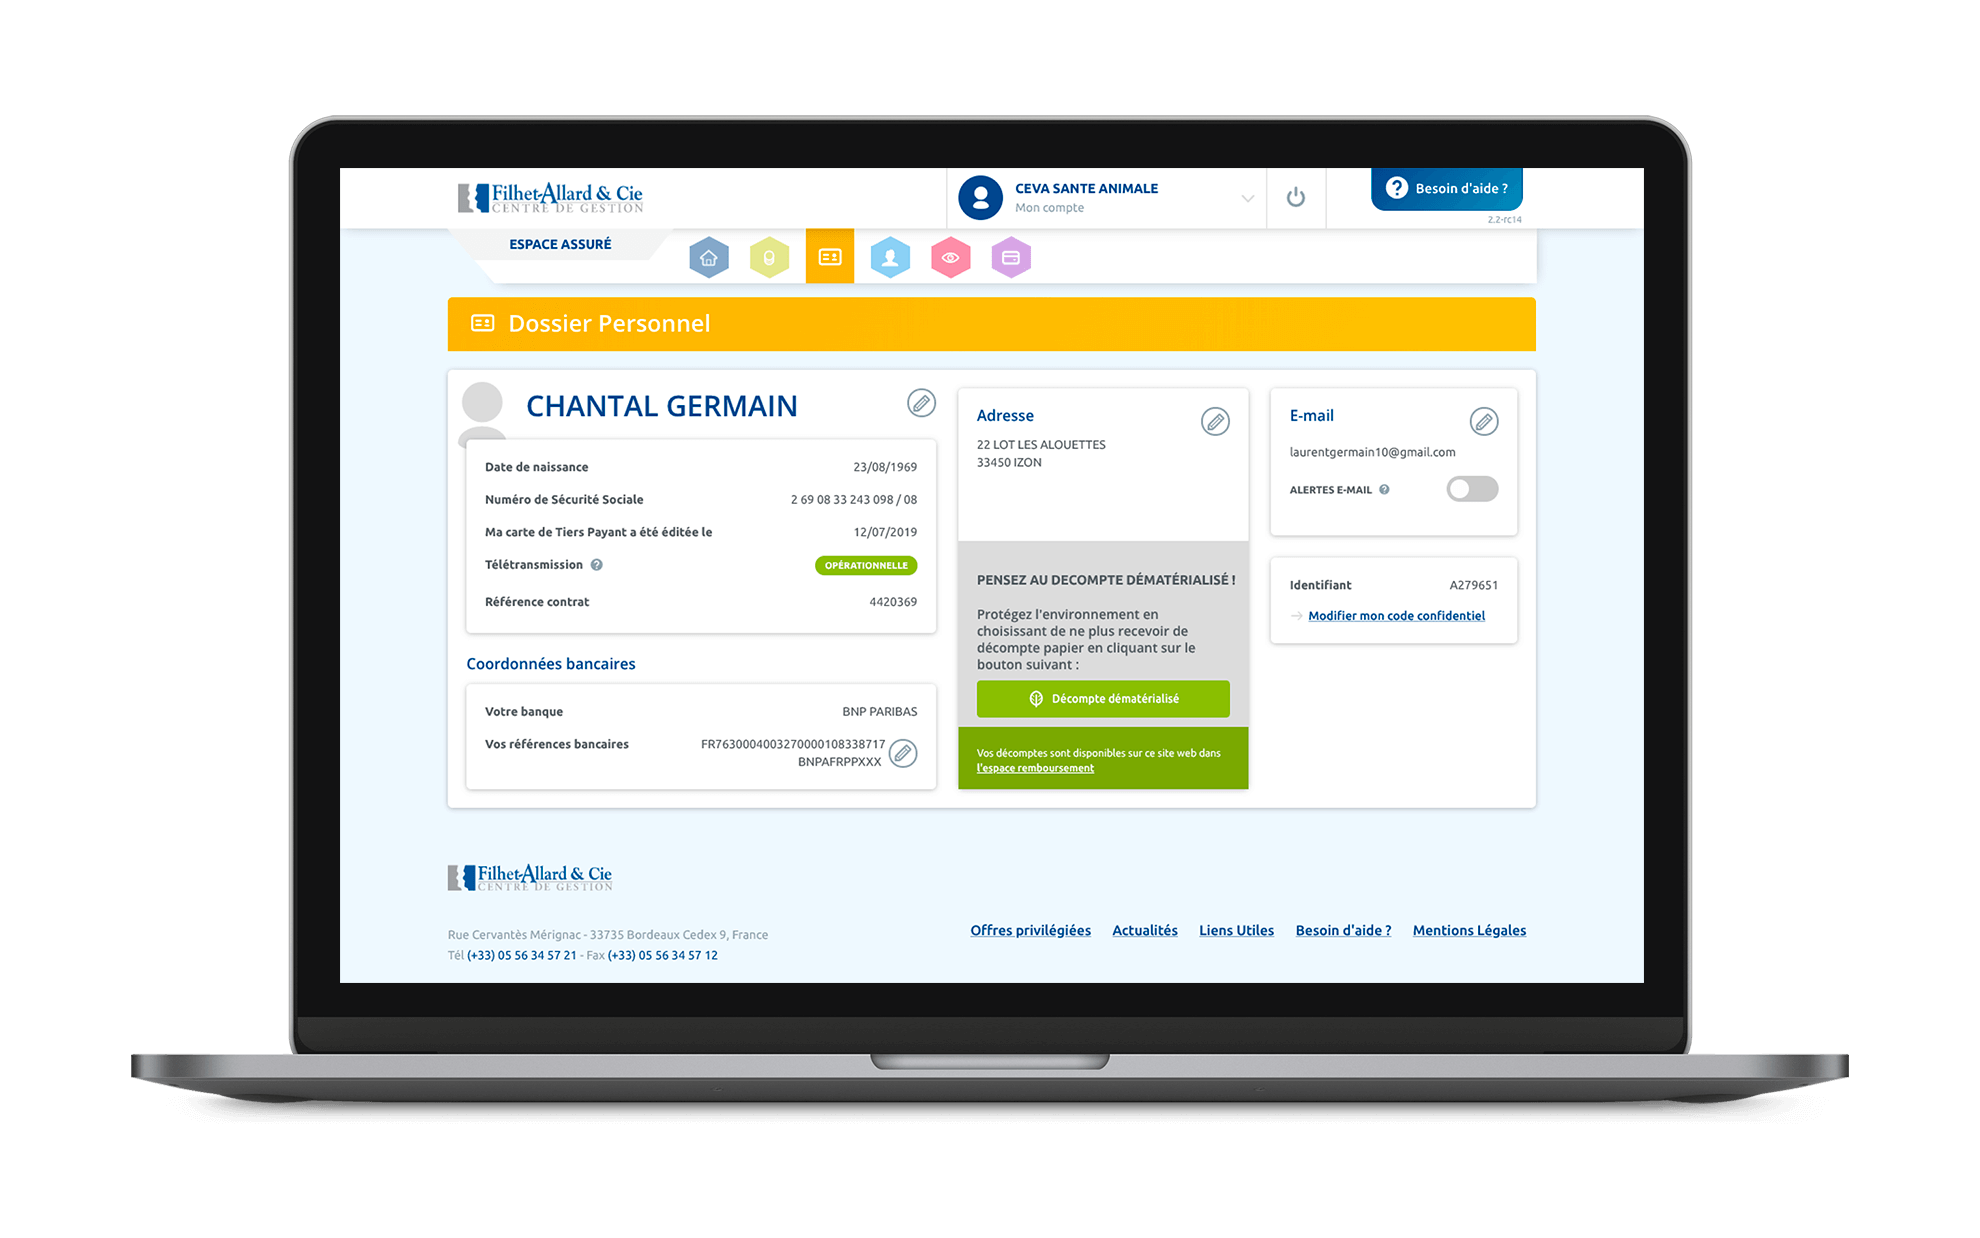 Filhet-Allard & Cie
CENTRE DE GESTION
CEVA SANTE ANIMALE
Mon compte
Besoin d'aide ?
2.2-rc14
ESPACE ASSURÉ
Dossier Personnel
CHANTAL GERMAIN
Date de naissance 23/08/1969
Numéro de Sécurité Sociale 2 69 08 33 243 098 / 08
Ma carte de Tiers Payant a été éditée le 12/07/2019
Télétransmission ? OPÉRATIONNELLE
Référence contrat 4420369
Coordonnées bancaires
Votre banque BNP PARIBAS
Vos références bancaires FR7630004003270000108338717
BNPAFRPPXXX
Adresse
22 LOT LES ALOUETTES
33450 IZON
PENSEZ AU DECOMPTE DÉMATÉRIALISÉ !
Protégez l'environnement en
choisissant de ne plus recevoir de
décompte papier en cliquant sur le
bouton suivant :
Décompte dématérialisé
Vos décomptes sont disponibles sur ce site web dans
l'espace remboursement
E-mail
laurentgermain10@gmail.com
ALERTES E-MAIL ?
Identifiant A279651
Modifier mon code confidentiel
Filhet-Allard & Cie
CENTRE DE GESTION
Rue Cervantès Mérignac - 33735 Bordeaux Cedex 9, France
Tél (+33) 05 56 34 57 21 - Fax (+33) 05 56 34 57 12
Offres privilégiées Actualités Liens Utiles Besoin d'aide ? Mentions Légales